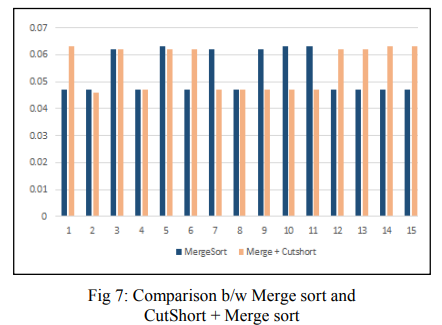 0.07
0.06
0.05
0.04
0.03
0.02
0.01
0
1 2 3 4 5 6 7 8 9 10 11 12 13 14 15
MergeSort Merge + Cutshort
Fig 7: Comparison b/w Merge sort and
CutShort + Merge sort